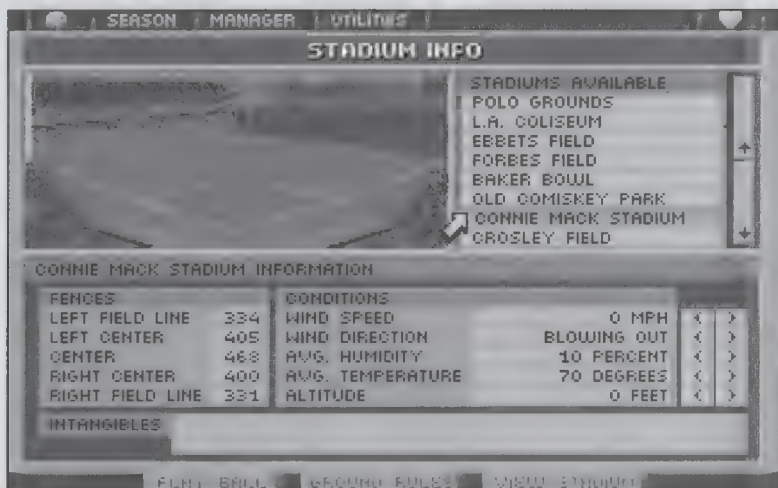 SEASON MANAGER UTILITIES
STADIUM INFO
STADIUMS AVAILABLE
POLO GROUNDS
L.A. COLISEUM
EBBETS FIELD
FORBES FIELD
BAKER BOWL
OLD COMISKEY PARK
CONNIE MACK STADIUM
CROSLEY FIELD
CONNIE MACK STADIUM INFORMATION
FENCES
LEFT FIELD LINE 334
LEFT CENTER 405
CENTER 468
RIGHT CENTER 400
RIGHT FIELD LINE 331
CONDITIONS
WIND SPEED 0 MPH < >
WIND DIRECTION BLOWING OUT < >
AVG. HUMIDITY 10 PERCENT < >
AVG. TEMPERATURE 70 DEGREES < >
ALTITUDE 0 FEET < >
INTANGIBLES
PLAY BALL GROUND RULES VIEW STADIUM